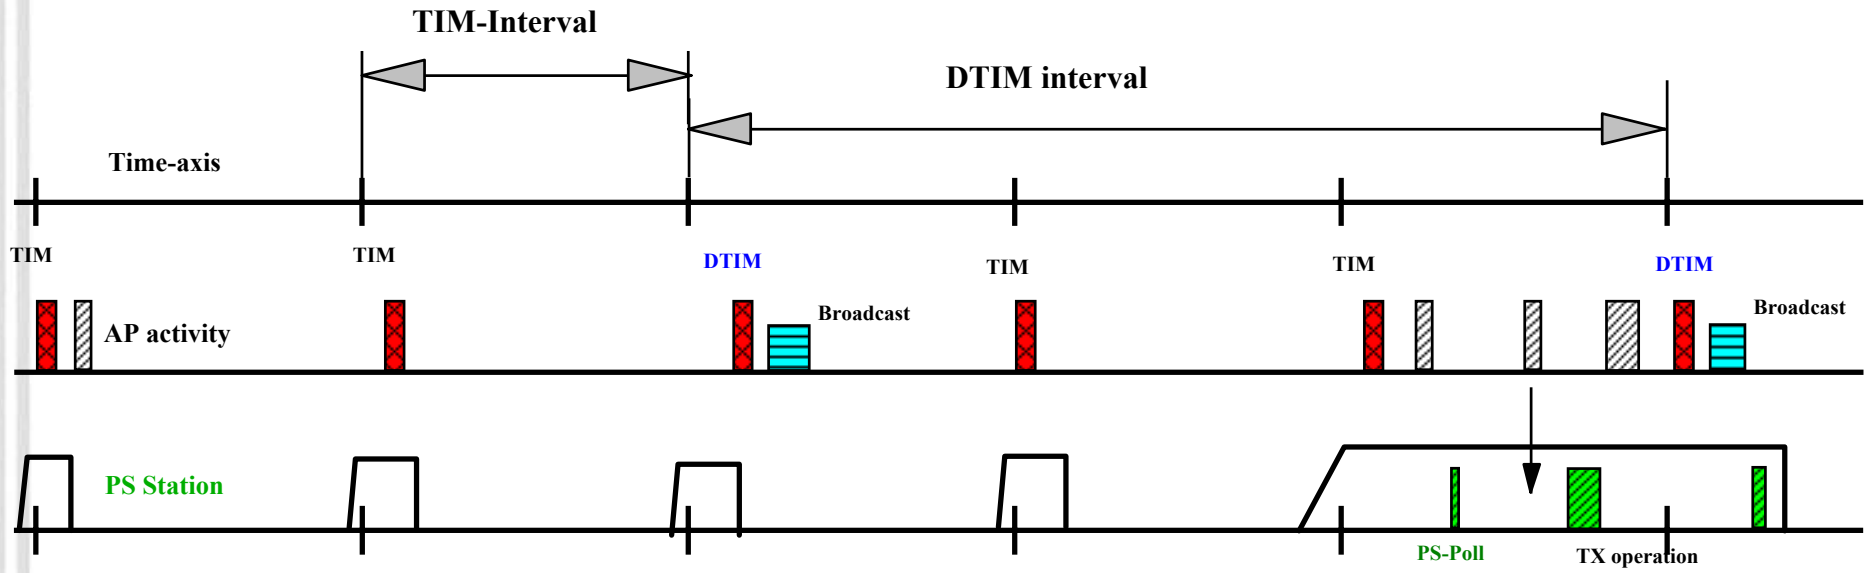 TIM-Interval
DTIM interval
Time-axis
TIM
TIM
DTIM
TIM
TIM
DTIM
AP activity
Broadcast
Broadcast
PS Station
PS-Poll
TX operation